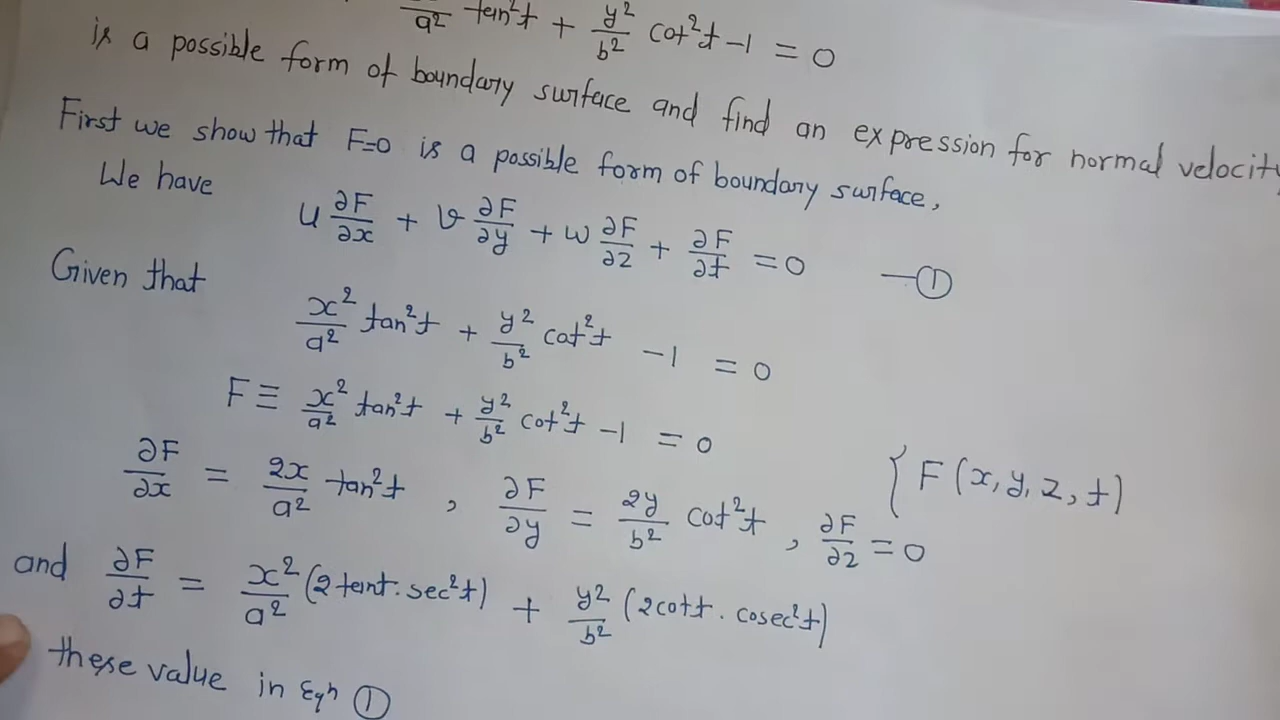 a² tan²t + y²/b² cot²t - 1 = 0
is a possible form of boundary surface and find an expression for normal velocity
First we show that F=0 is a possible form of boundary surface,
We have
u ∂F/∂x + v ∂F/∂y + w ∂F/∂z + ∂F/∂t = 0 —①
Given that
x²/a² tan²t + y²/b² cot²t - 1 = 0
F ≡ x²/a² tan²t + y²/b² cot²t - 1 = 0
{ F(x, y, z, t)
∂F/∂x = 2x/a² tan²t , ∂F/∂y = 2y/b² cot²t , ∂F/∂z = 0
and ∂F/∂t = x²/a² (2 tant. sec²t) + y²/b² (2cott. cosec²t)
these value in Eqn ①